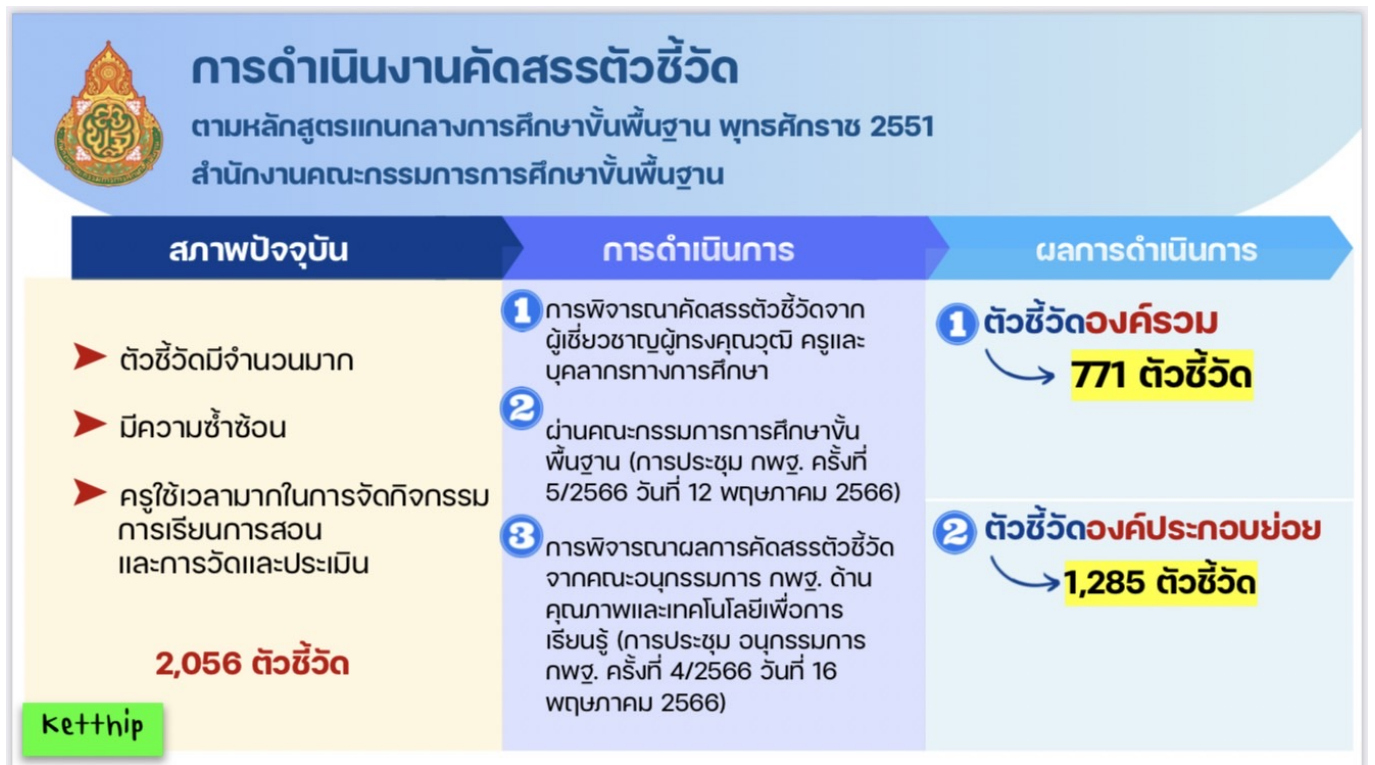 การดำเนินงานคัดสรรตัวชี้วัด
ตามหลักสูตรแกนกลางการศึกษาขั้นพื้นฐาน พุทธศักราช 2551
สำนักงานคณะกรรมการการศึกษาขั้นพื้นฐาน
สภาพปัจจุบัน
ตัวชี้วัดมีจำนวนมาก
มีความซ้ำซ้อน
ครูใช้เวลามากในการจัดกิจกรรม
การเรียนการสอน
และการวัดและประเมิน
2,056 ตัวชี้วัด
การดำเนินการ
1 การพิจารณาคัดสรรตัวชี้วัดจาก
ผู้เชี่ยวชาญผู้ทรงคุณวุฒิ ครูและ
บุคลากรทางการศึกษา
2
ผ่านคณะกรรมการการศึกษาขั้น
พื้นฐาน (การประชุม กพฐ. ครั้งที่
5/2566 วันที่ 12 พฤษภาคม 2566)
3 การพิจารณาผลการคัดสรรตัวชี้วัด
จากคณะอนุกรรมการ กพฐ. ด้าน
คุณภาพและเทคโนโลยีเพื่อการ
เรียนรู้ (การประชุม อนุกรรมการ
กพฐ. ครั้งที่ 4/2566 วันที่ 16
พฤษภาคม 2566)
ผลการดำเนินการ
1 ตัวชี้วัดองค์รวม
771 ตัวชี้วัด
2 ตัวชี้วัดองค์ประกอบย่อย
1,285 ตัวชี้วัด
Ketthip